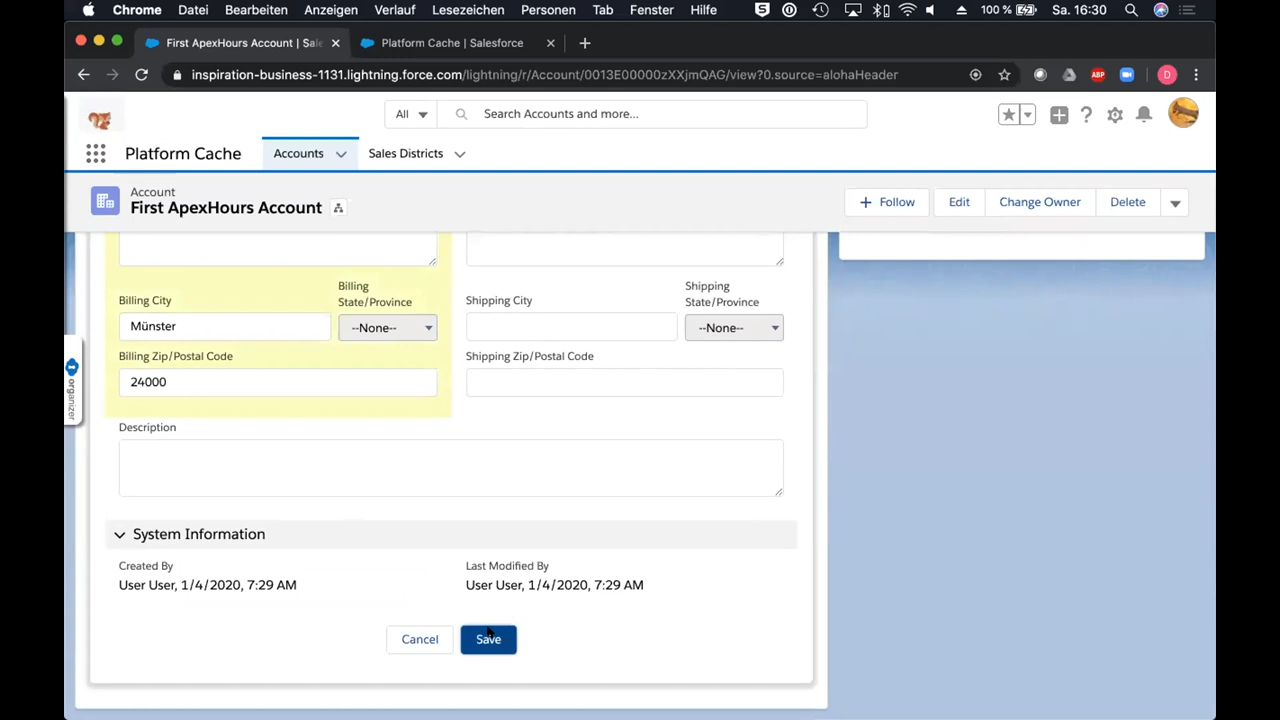 Chrome Datei Bearbeiten Anzeigen Verlauf Lesezeichen Personen Tab Fenster Hilfe 100 % Sa. 16:30
First ApexHours Account | Sale
Platform Cache | Salesforce
inspiration-business-1131.lightning.force.com/lightning/r/Account/0013E00000zXXjmQAG/view?0.source=alohaHeader
ABP
D
All
Search Accounts and more...
Platform Cache
Accounts
Sales Districts
Account
First ApexHours Account
Follow
Edit
Change Owner
Delete
Billing City
Billing
State/Province
Shipping City
Shipping
State/Province
Münster
--None--
--None--
Billing Zip/Postal Code
Shipping Zip/Postal Code
24000
organizer
Description
System Information
Created By
Last Modified By
User User, 1/4/2020, 7:29 AM
User User, 1/4/2020, 7:29 AM
Cancel
Save